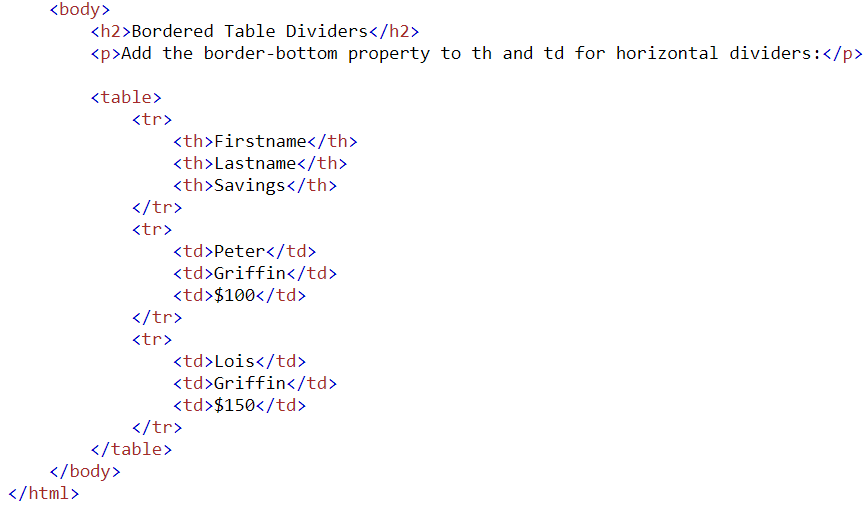 <body>
<h2>Bordered Table Dividers</h2>
<p>Add the border-bottom property to th and td for horizontal dividers:</p>
<table>
<tr>
<th>Firstname</th>
<th>Lastname</th>
<th>Savings</th>
</tr>
<tr>
<td>Peter</td>
<td>Griffin</td>
<td>$100</td>
</tr>
<tr>
<td>Lois</td>
<td>Griffin</td>
<td>$150</td>
</tr>
</table>
</body>
</html>